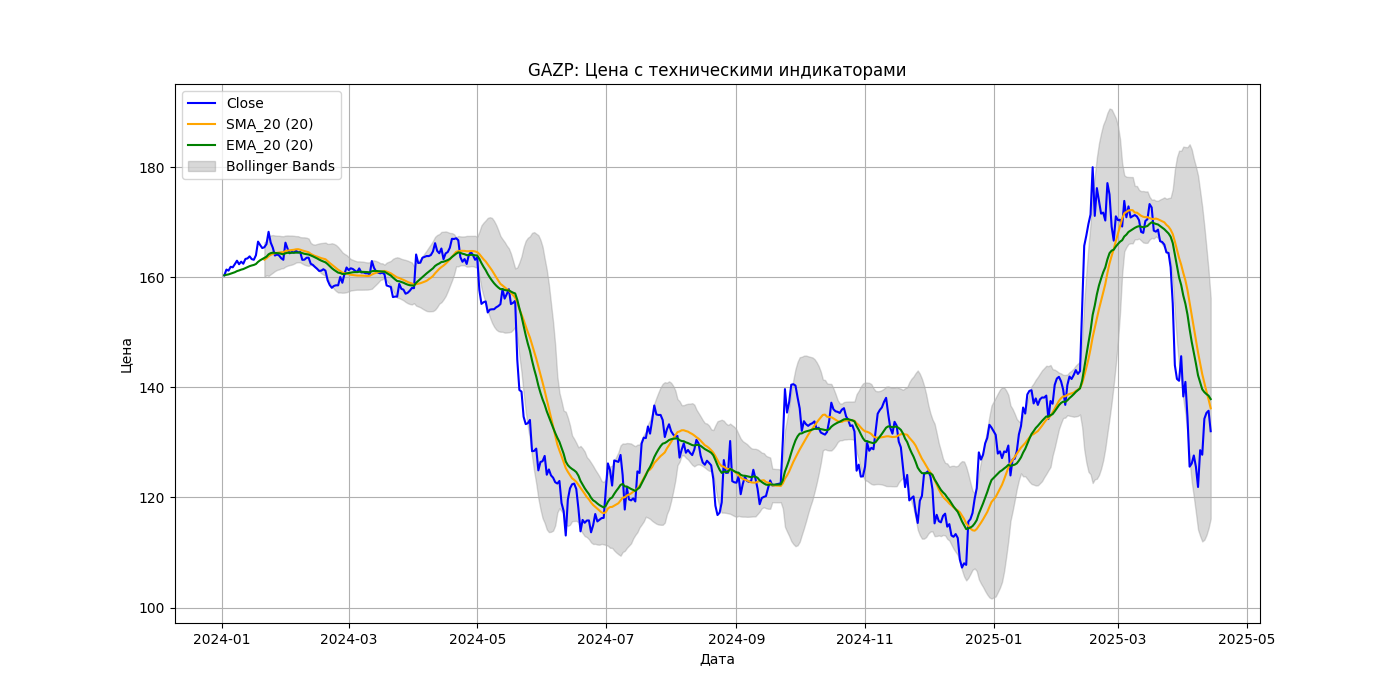 GAZP: Цена с техническими индикаторами
Close
SMA_20 (20)
EMA_20 (20)
Bollinger Bands
Цена
180
160
140
120
100
2024-01 2024-03 2024-05 2024-07 2024-09 2024-11 2025-01 2025-03 2025-05
Дата